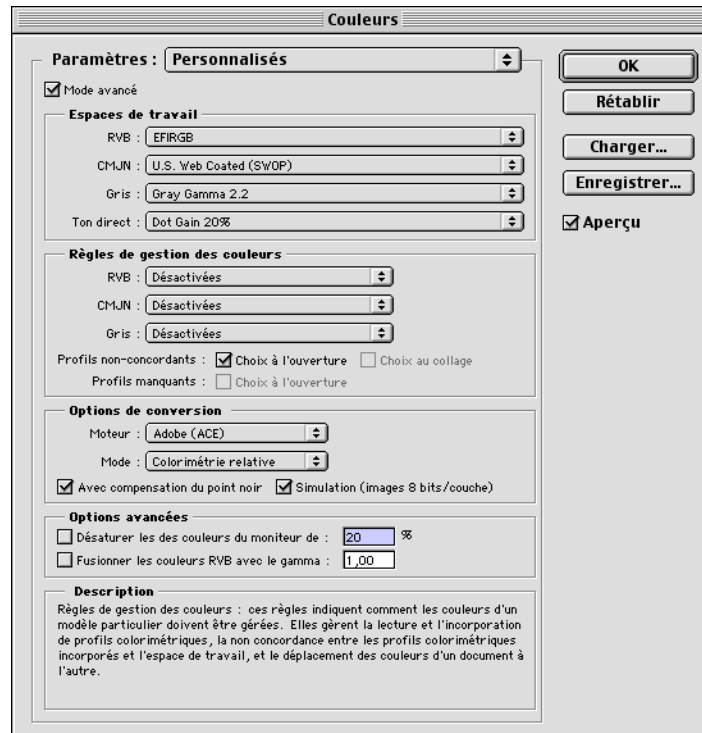 Couleurs
Paramètres : Personnalisés
OK
Mode avancé
Rétablir
Espaces de travail
RVB : EFIRGB
Charger...
CMJN : U.S. Web Coated (SWOP)
Enregistrer...
Gris : Gray Gamma 2.2
Ton direct : Dot Gain 20%
Aperçu
Règles de gestion des couleurs
RVB : Désactivées
CMJN : Désactivées
Gris : Désactivées
Profils non-concordants : Choix à l'ouverture Choix au collage
Profils manquants : Choix à l'ouverture
Options de conversion
Moteur : Adobe (ACE)
Mode : Colorimétrie relative
Avec compensation du point noir Simulation (images 8 bits/couche)
Options avancées
Désaturer les des couleurs du moniteur de : 20 %
Fusionner les couleurs RVB avec le gamma : 1,00
Description
Règles de gestion des couleurs : ces règles indiquent comment les couleurs d'un
modèle particulier doivent être gérées. Elles gèrent la lecture et l'incorporation
de profils colorimétriques, la non concordance entre les profils colorimétriques
incorporés et l'espace de travail, et le déplacement des couleurs d'un document à
l'autre.